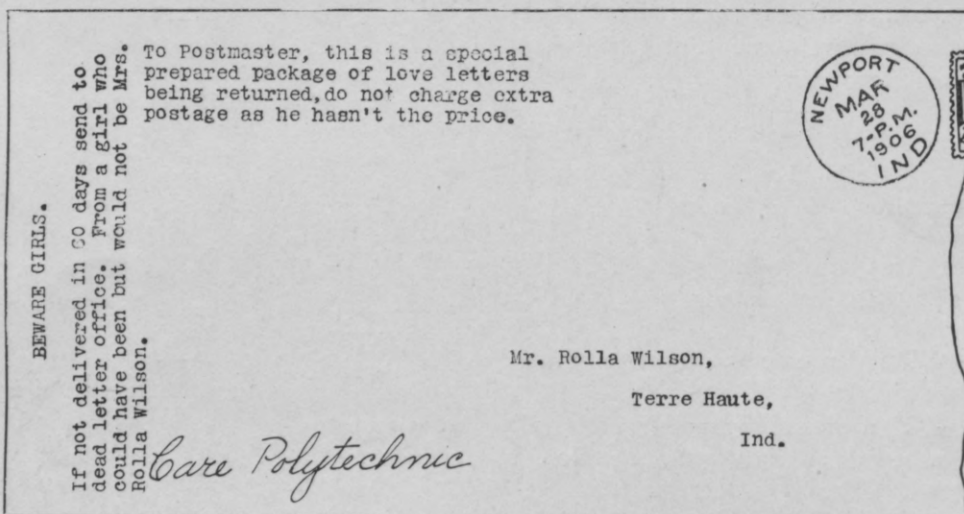 To Postmaster, this is a special
prepared package of love letters
being returned, do not charge extra
postage as he hasn't the price.
NEWPORT
MAR
28
7-P.M.
1906
IND
BEWARE GIRLS.
If not delivered in 60 days send to
dead letter office. From a girl who
could have been but would not be Mrs.
Rolla Wilson.
Mr. Rolla Wilson,
Terre Haute,
Ind.
Care Polytechnic